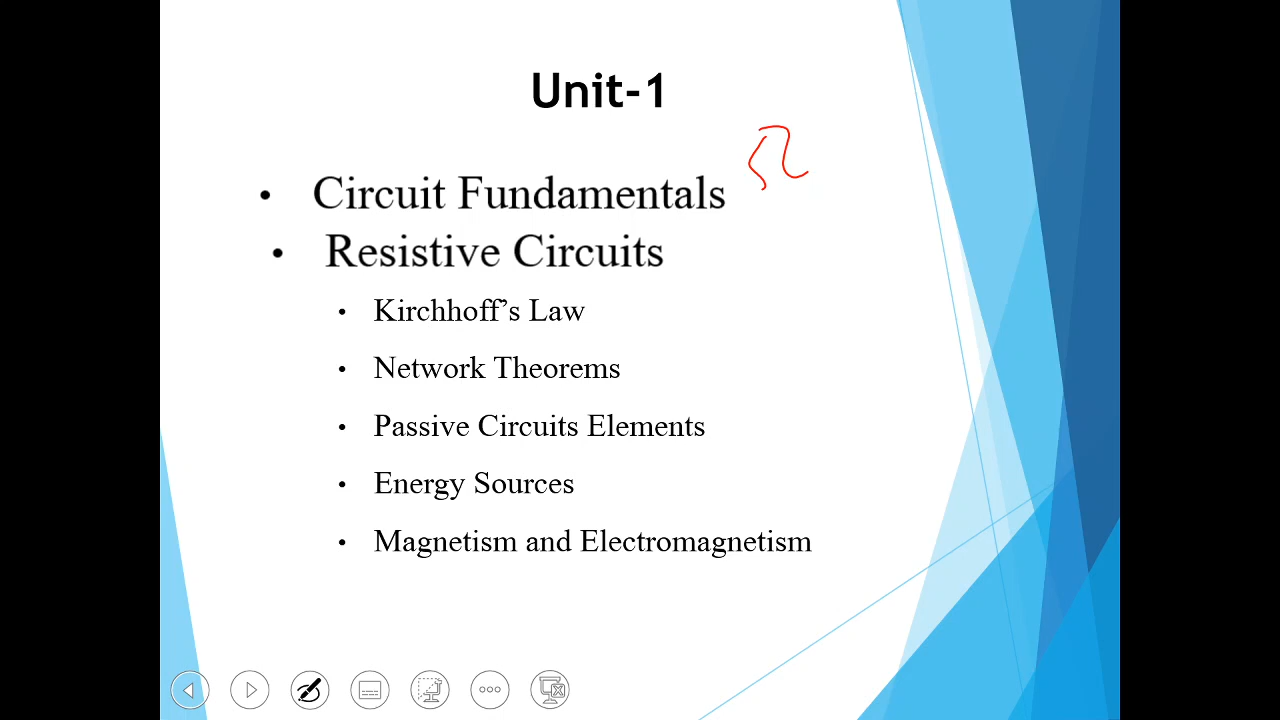 Unit-1
Ω
• Circuit Fundamentals
• Resistive Circuits
• Kirchhoff’s Law
• Network Theorems
• Passive Circuits Elements
• Energy Sources
• Magnetism and Electromagnetism